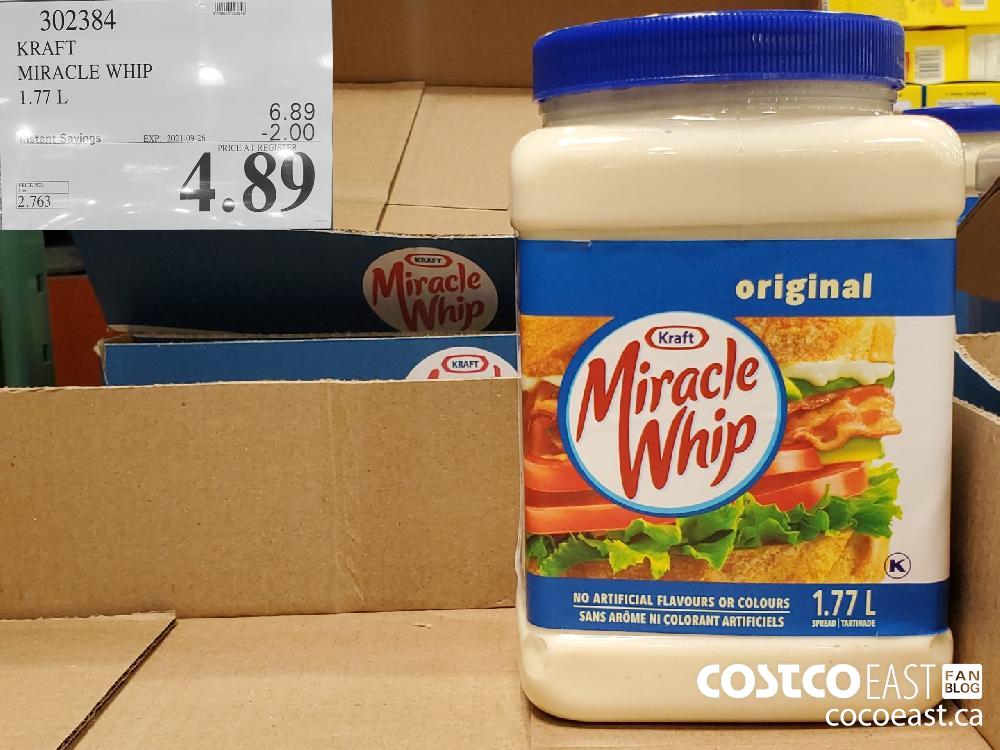 302384
KRAFT
MIRACLE WHIP
1.77 L
6.89
Instant Savings EXP. 2021-09-26 -2.00
PRICE AT REGISTER
4.89
PRICE PER
2.763
KRAFT
Miracle
Whip
KRAFT
original
Kraft
Miracle
Whip
K
NO ARTIFICIAL FLAVOURS OR COLOURS
SANS ARÔME NI COLORANT ARTIFICIELS
1.77 L
SPREAD | TARTINADE
COSTCO EAST FAN BLOG
cocoeast.ca